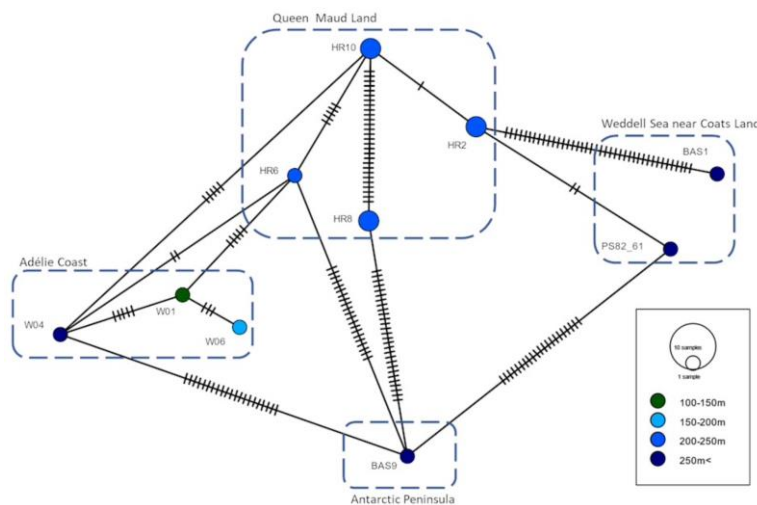 Queen Maud Land
HR10
Weddell Sea near Coats Land
HR2
BAS1
HR6
HR8
PS82_61
Adélie Coast
W01
W04
W06
10 samples
1 sample
100-150m
150-200m
200-250m
250m<
BAS9
Antarctic Peninsula